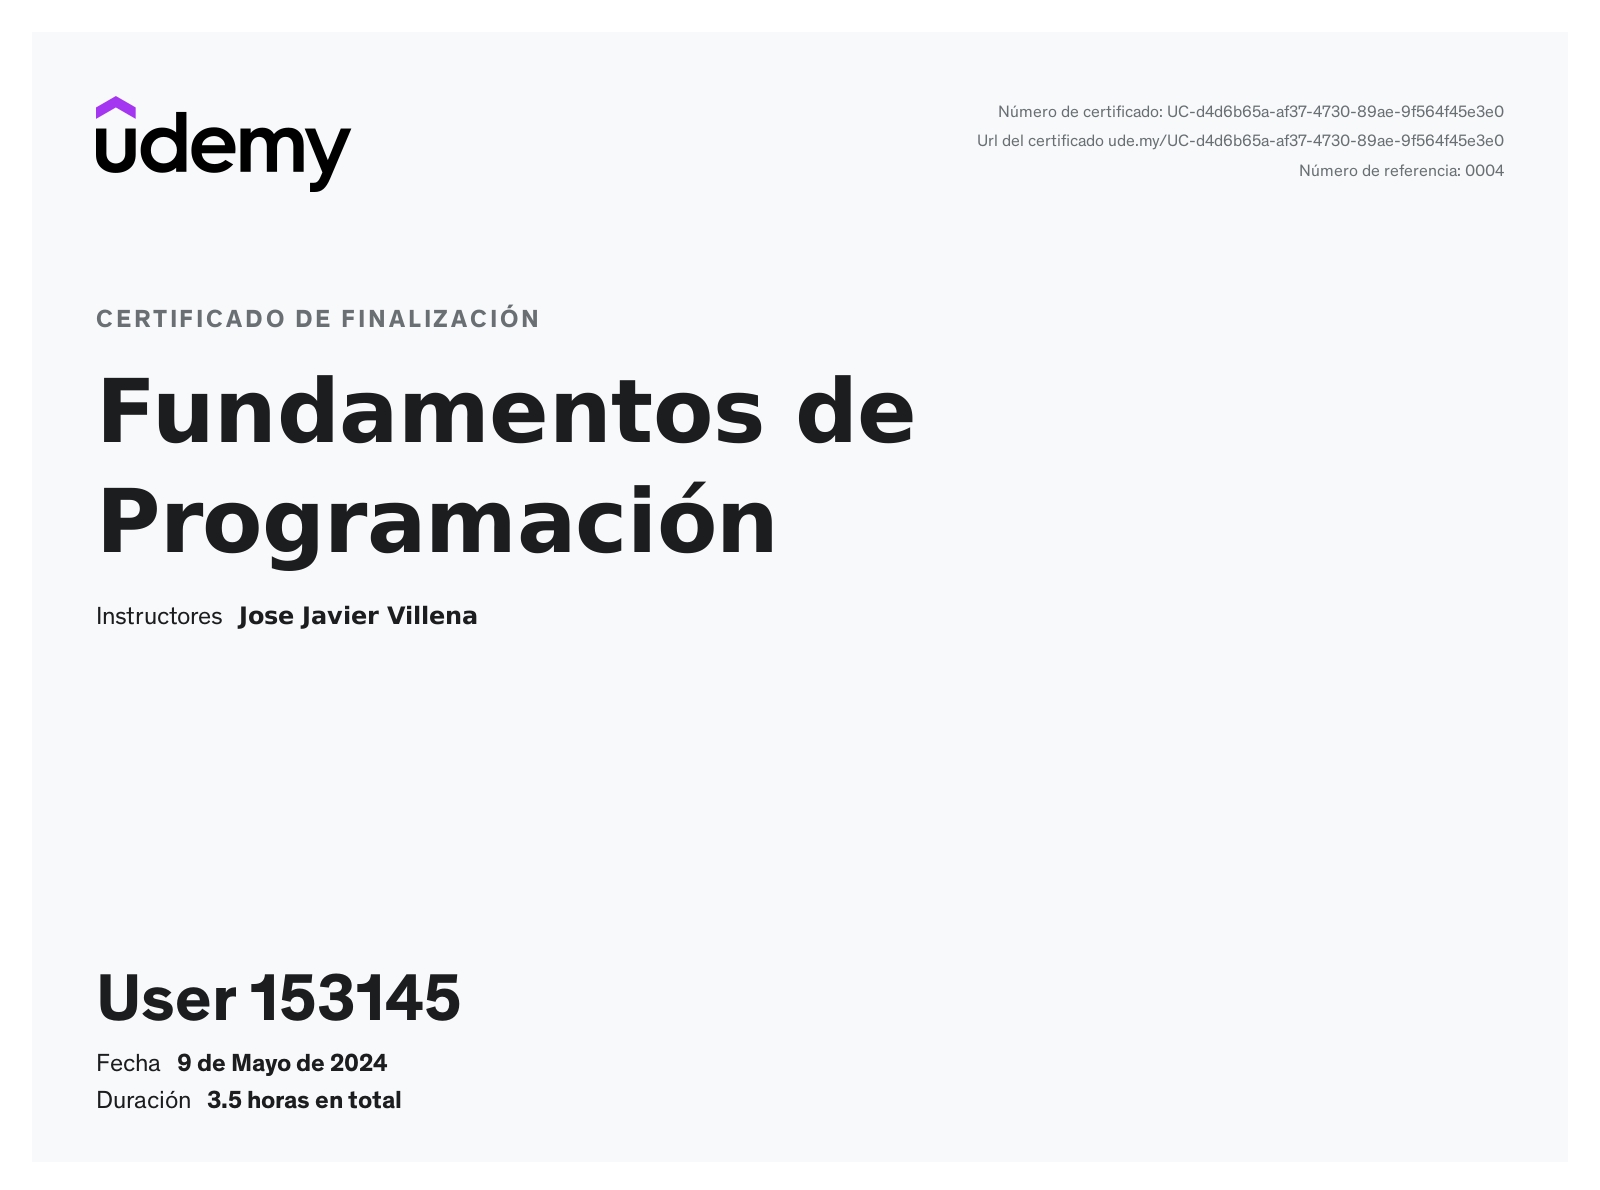 udemy
Número de certificado: UC-d4d6b65a-af37-4730-89ae-9f564f45e3e0
Url del certificado ude.my/UC-d4d6b65a-af37-4730-89ae-9f564f45e3e0
Número de referencia: 0004
CERTIFICADO DE FINALIZACIÓN
Fundamentos de
Programación
Instructores Jose Javier Villena
User 153145
Fecha 9 de Mayo de 2024
Duración 3.5 horas en total